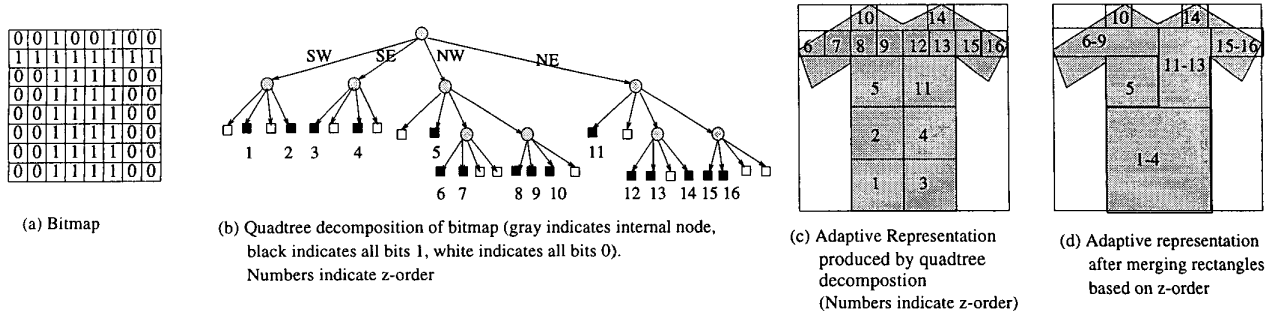 0 0 1 0 0 1 0 0
1 1 1 1 1 1 1 1
0 0 1 1 1 1 0 0
0 0 1 1 1 1 0 0
0 0 1 1 1 1 0 0
0 0 1 1 1 1 0 0
0 0 1 1 1 1 0 0
0 0 1 1 1 1 0 0
(a) Bitmap
SW SE NW NE
1 2 3 4 5 11
6 7 8 9 10 12 13 14 15 16
(b) Quadtree decomposition of bitmap (gray indicates internal node,
black indicates all bits 1, white indicates all bits 0).
Numbers indicate z-order
10 14
6 7 8 9 12 13 15 16
5 11
2 4
1 3
(c) Adaptive Representation
produced by quadtree
decompostion
(Numbers indicate z-order)
10 14
6-9 15-16
11-13
5
1-4
(d) Adaptive representation
after merging rectangles
based on z-order